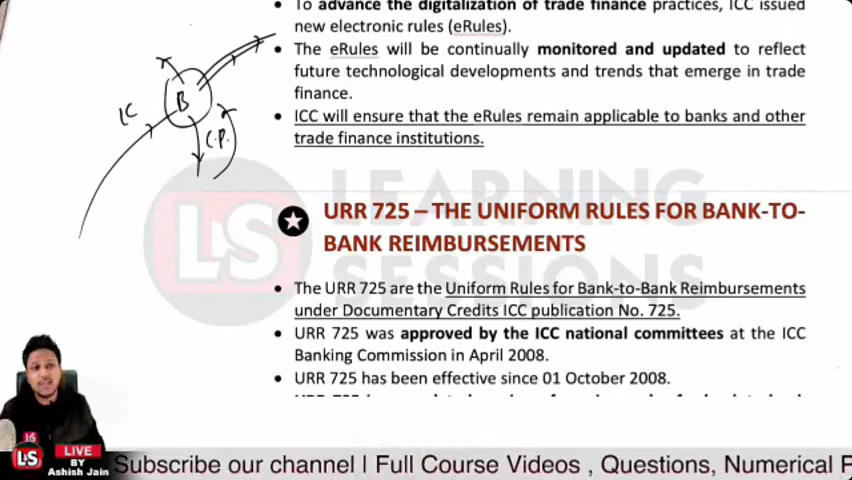 To advance the digitalization of trade finance practices, ICC issued
new electronic rules (eRules).
The eRules will be continually monitored and updated to reflect
future technological developments and trends that emerge in trade
finance.
ICC will ensure that the eRules remain applicable to banks and other
trade finance institutions.
IC
B
C.P.
LS LEARNING
SESSIONS
URR 725 – THE UNIFORM RULES FOR BANK-TO-
BANK REIMBURSEMENTS
The URR 725 are the Uniform Rules for Bank-to-Bank Reimbursements
under Documentary Credits ICC publication No. 725.
URR 725 was approved by the ICC national committees at the ICC
Banking Commission in April 2008.
URR 725 has been effective since 01 October 2008.
LS
LIVE
BY
Ashish Jain
Subscribe our channel | Full Course Videos , Questions, Numerical